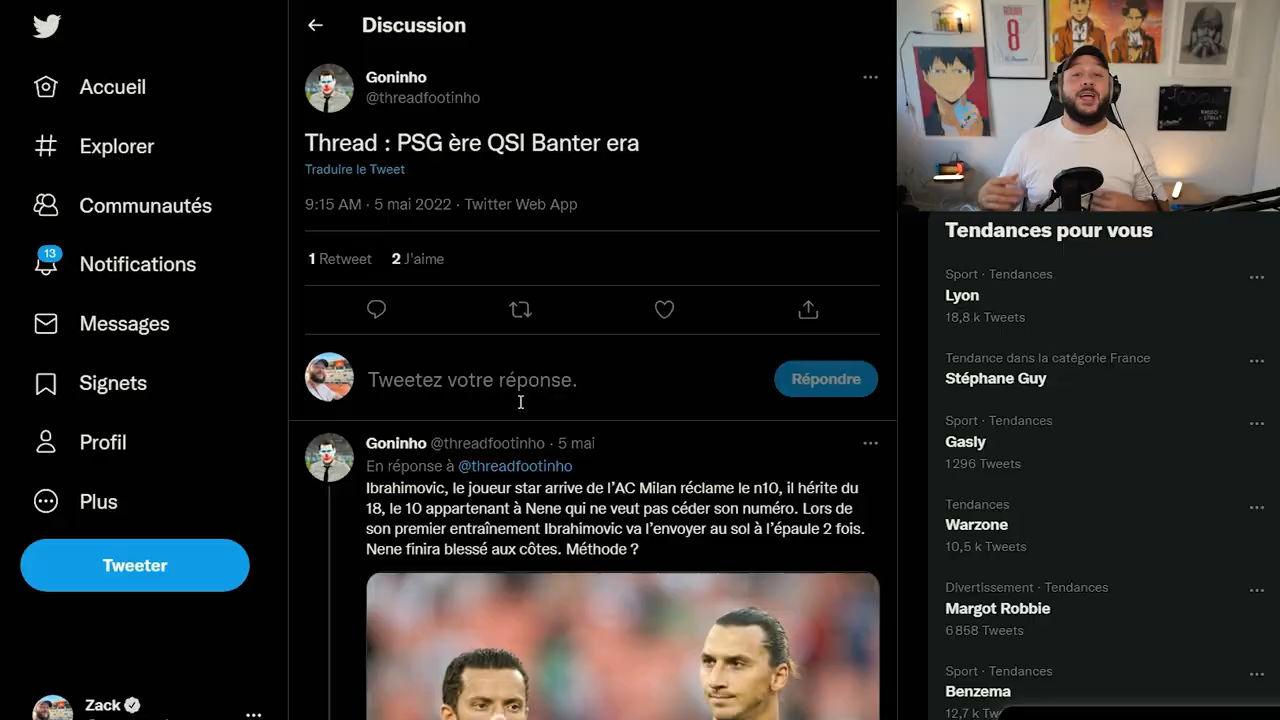 Accueil
Explorer
Communautés
13
Notifications
Messages
Signets
Profil
Plus
Tweeter
Zack
Discussion
Goninho
@threadfootinho
Thread : PSG ère QSI Banter era
Traduire le Tweet
9:15 AM · 5 mai 2022 · Twitter Web App
1 Retweet 2 J'aime
Tweetez votre réponse.
Répondre
Goninho @threadfootinho · 5 mai
En réponse à @threadfootinho
Ibrahimovic, le joueur star arrive de l'AC Milan réclame le n10, il hérite du
18, le 10 appartenant à Nene qui ne veut pas céder son numéro. Lors de
son premier entraînement Ibrahimovic va l'envoyer au sol à l'épaule 2 fois.
Nene finira blessé aux côtes. Méthode ?
8
Tendances pour vous
Sport · Tendances
Lyon
18,8 k Tweets
Tendance dans la catégorie France
Stéphane Guy
Sport · Tendances
Gasly
1 296 Tweets
Tendances
Warzone
10,5 k Tweets
Divertissement · Tendances
Margot Robbie
6 858 Tweets
Sport · Tendances
Benzema
12,7 k Tweets